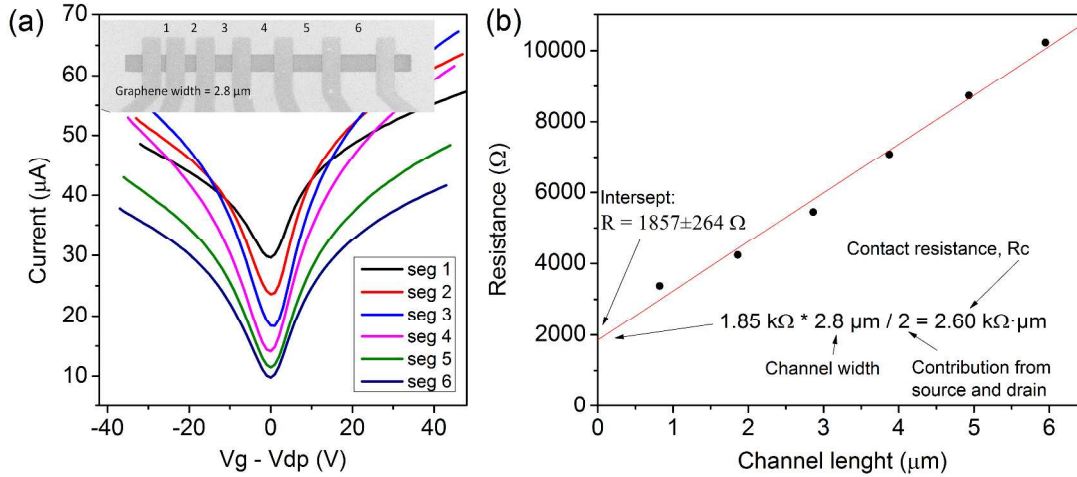 (a)
70
60
50
40
30
20
10
Current (μA)
1 2 3 4 5 6
Graphene width = 2.8 μm
seg 1
seg 2
seg 3
seg 4
seg 5
seg 6
-40 -20 0 20 40
Vg - Vdp (V)
(b)
10000
8000
6000
4000
2000
0
Resistance (Ω)
Intersept:
R = 1857±264 Ω
Contact resistance, Rc
1.85 kΩ * 2.8 μm / 2 = 2.60 kΩ·μm
Channel width
Contribution from
source and drain
0 1 2 3 4 5 6
Channel lenght (μm)